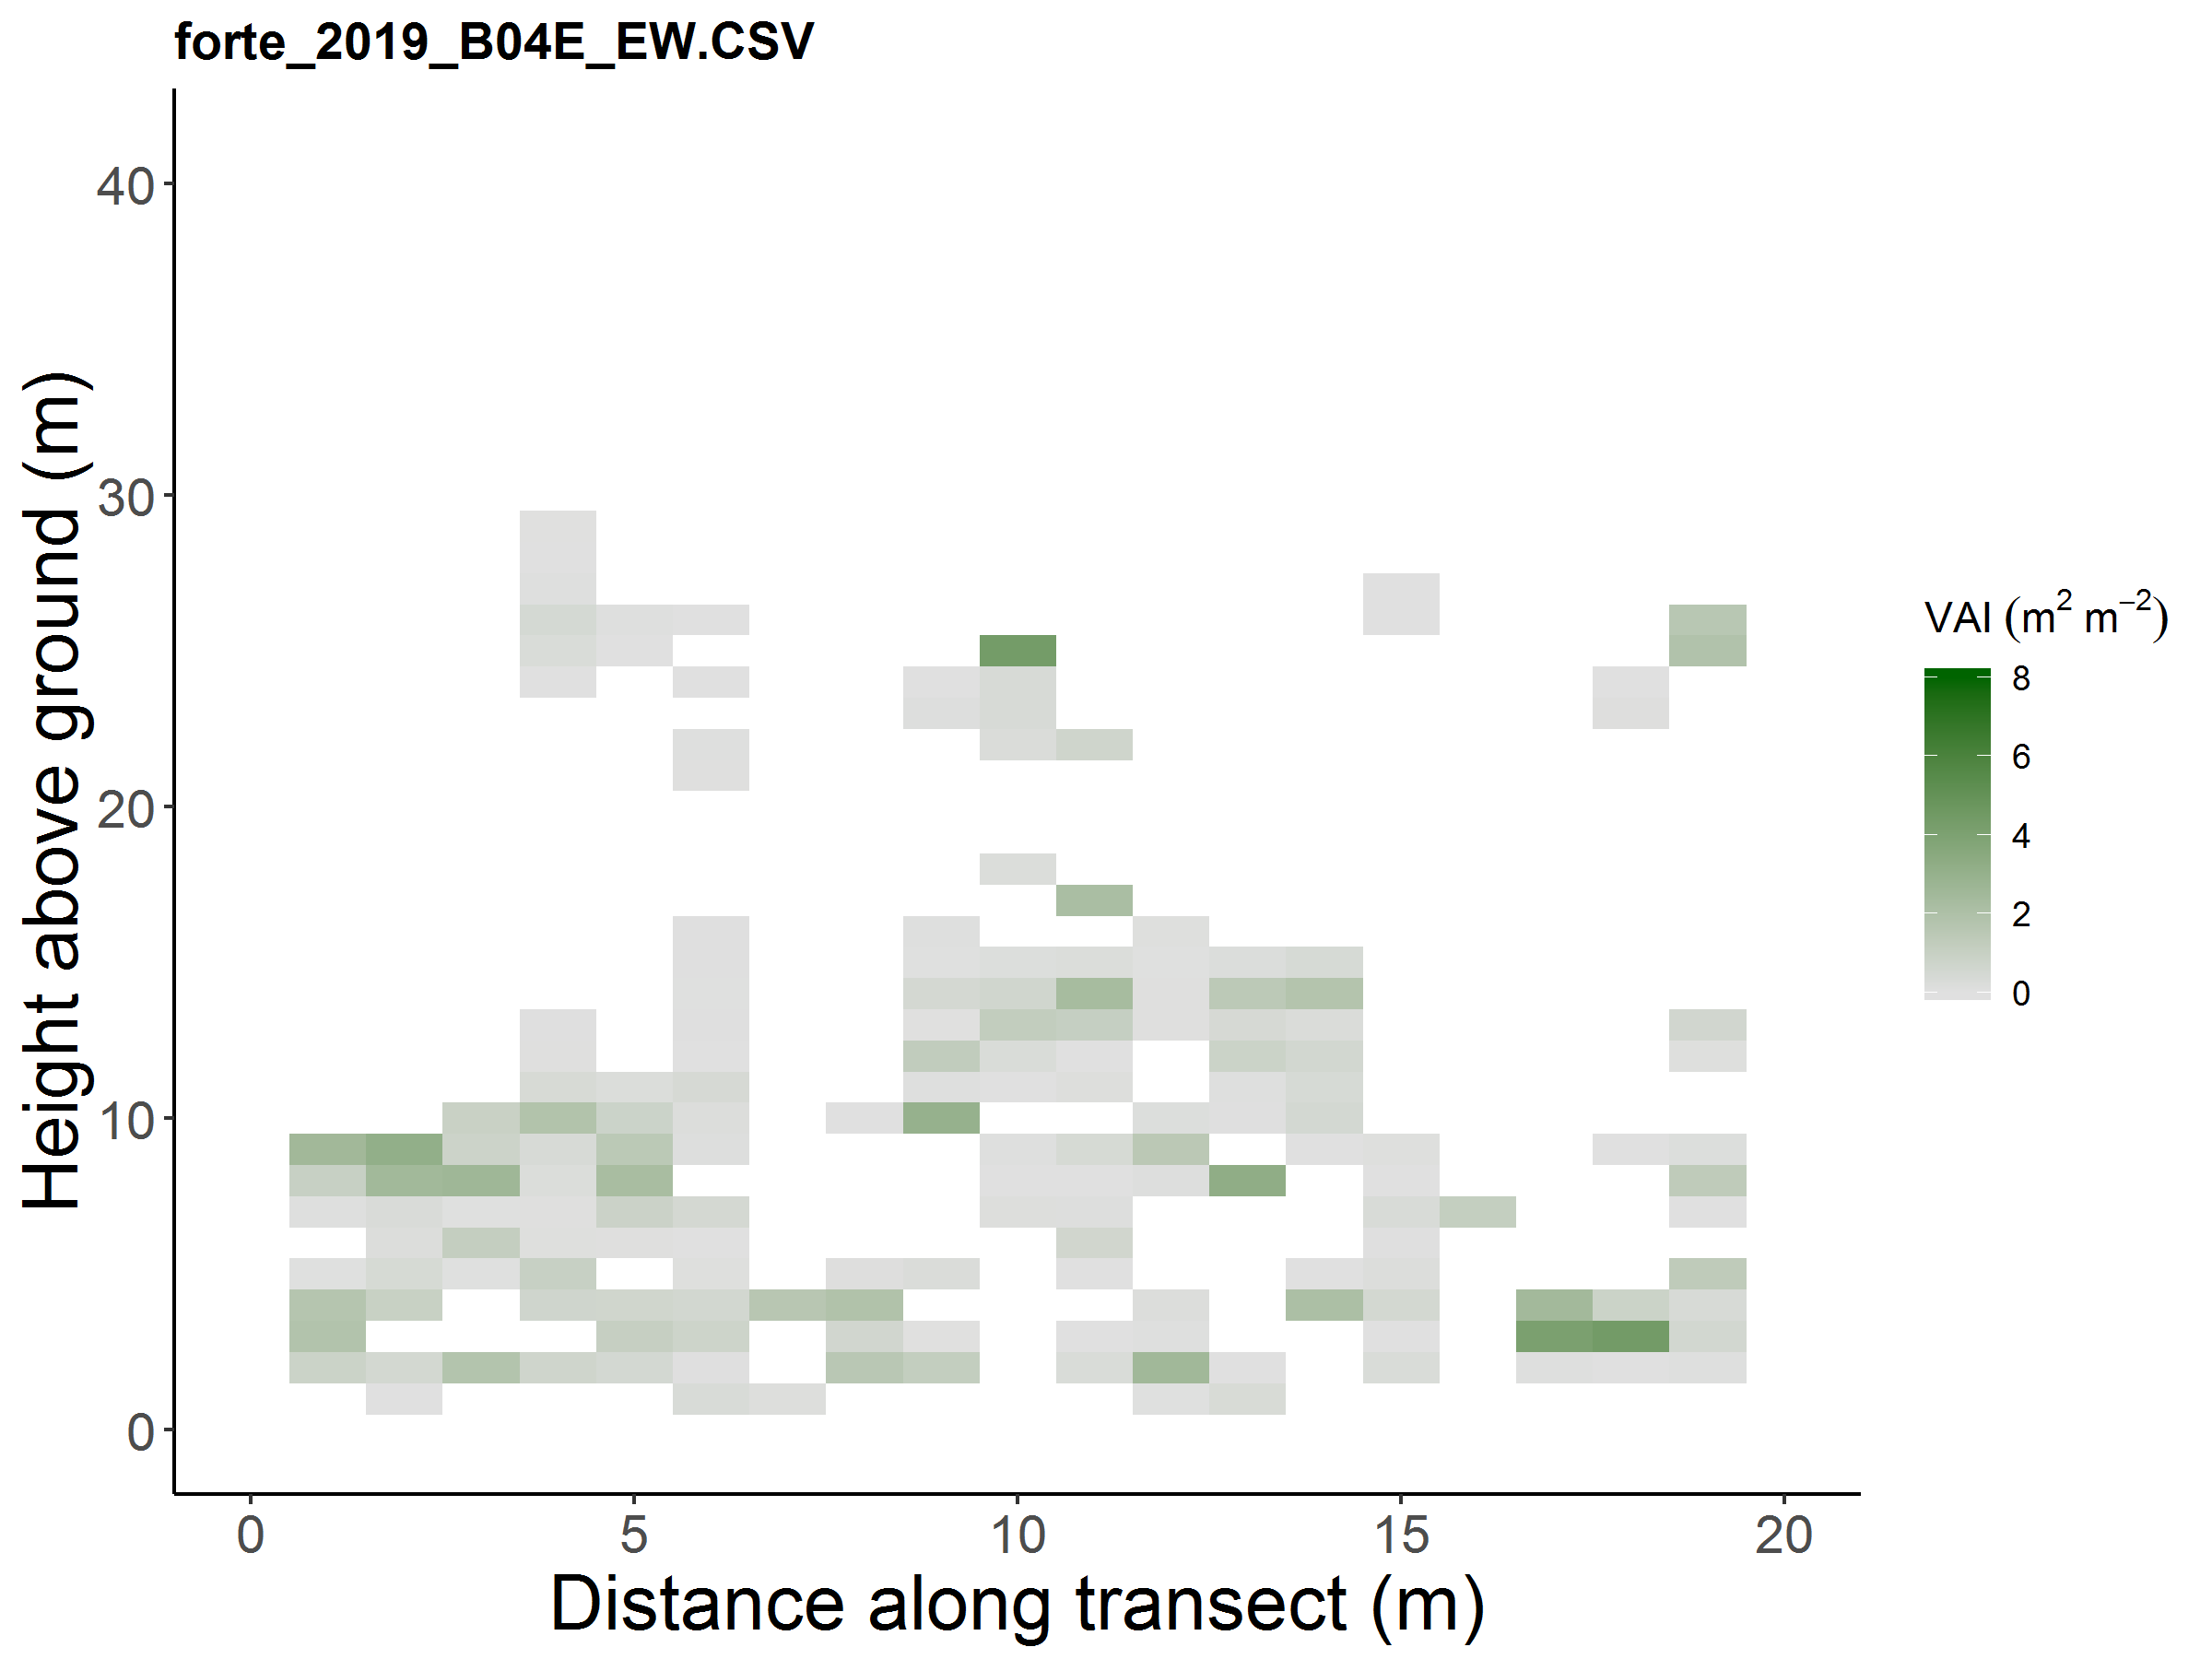 forte_2019_B04E_EW.CSV
Height above ground (m)
40
30
20
10
0
0 5 10 15 20
Distance along transect (m)
VAI (m² m⁻²)
8
6
4
2
0